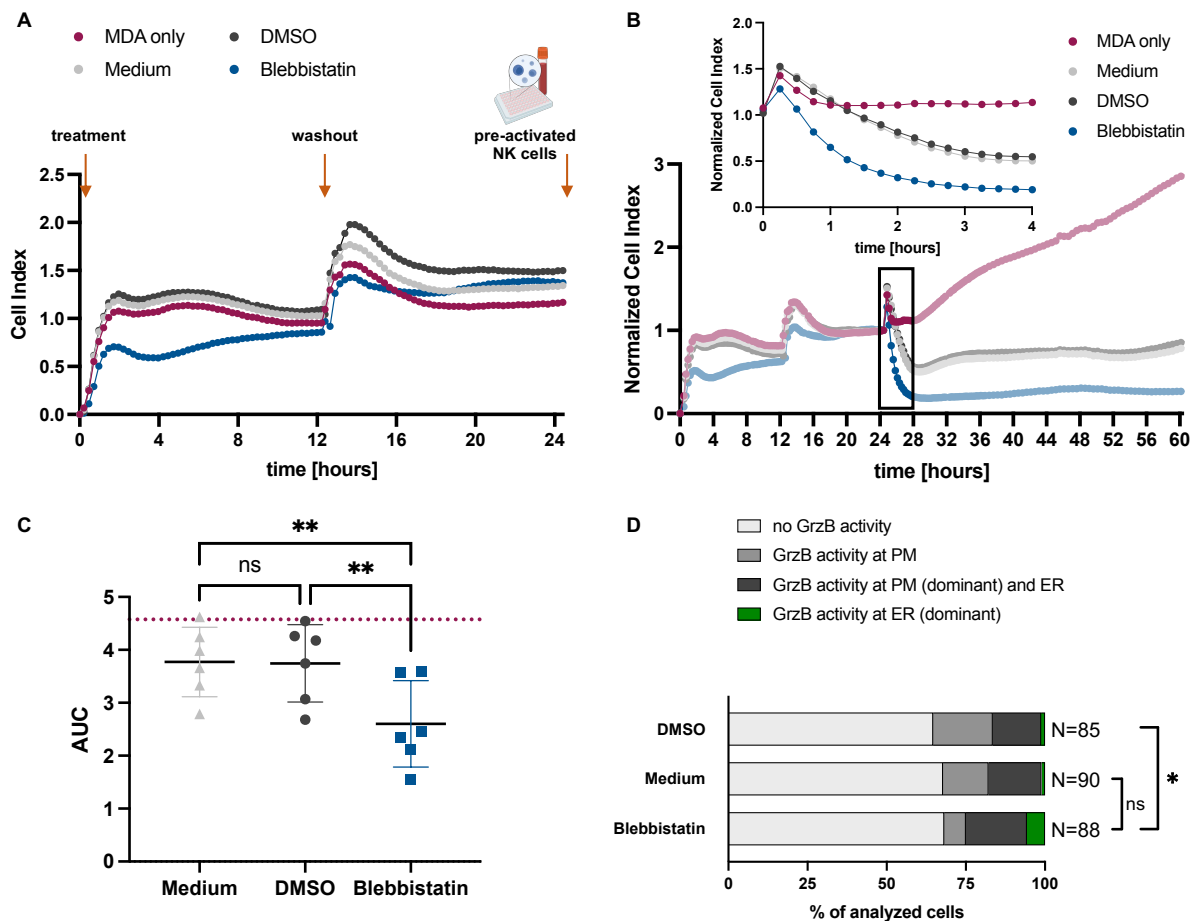 A
MDA only
DMSO
Medium
Blebbistatin
treatment
washout
pre-activated
NK cells
2.5
2.0
1.5
1.0
0.5
0.0
Cell Index
0 4 8 12 16 20 24
time [hours]
B
2.0
1.5
1.0
0.5
0.0
Normalized Cell Index
0 1 2 3 4
time [hours]
MDA only
Medium
DMSO
Blebbistatin
3
2
1
0
Normalized Cell Index
0 4 8 12 16 20 24 28 32 36 40 44 48 52 56 60
time [hours]
C
**
ns
**
5
4
3
2
1
0
AUC
Medium DMSO Blebbistatin
D
no GrzB activity
GrzB activity at PM
GrzB activity at PM (dominant) and ER
GrzB activity at ER (dominant)
DMSO N=85
Medium N=90
Blebbistatin N=88
ns
*
0 25 50 75 100
% of analyzed cells